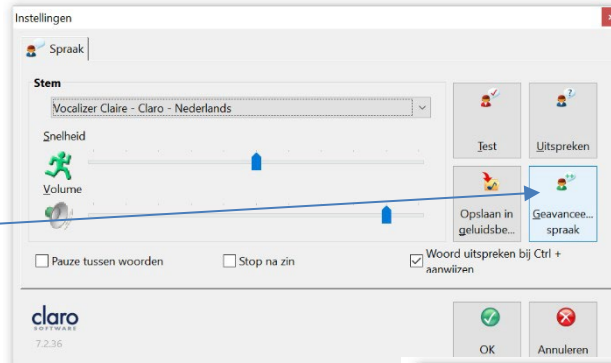 Instellingen
Spraak
Stem
Vocalizer Claire - Claro - Nederlands
Snelheid
Volume
Test
Uitspreken
Opslaan in
geluidsbe...
Geavancee...
spraak
Pauze tussen woorden
Stop na zin
Woord uitspreken bij Ctrl +
aanwijzen
claro
SOFTWARE
7.2.36
OK
Annuleren